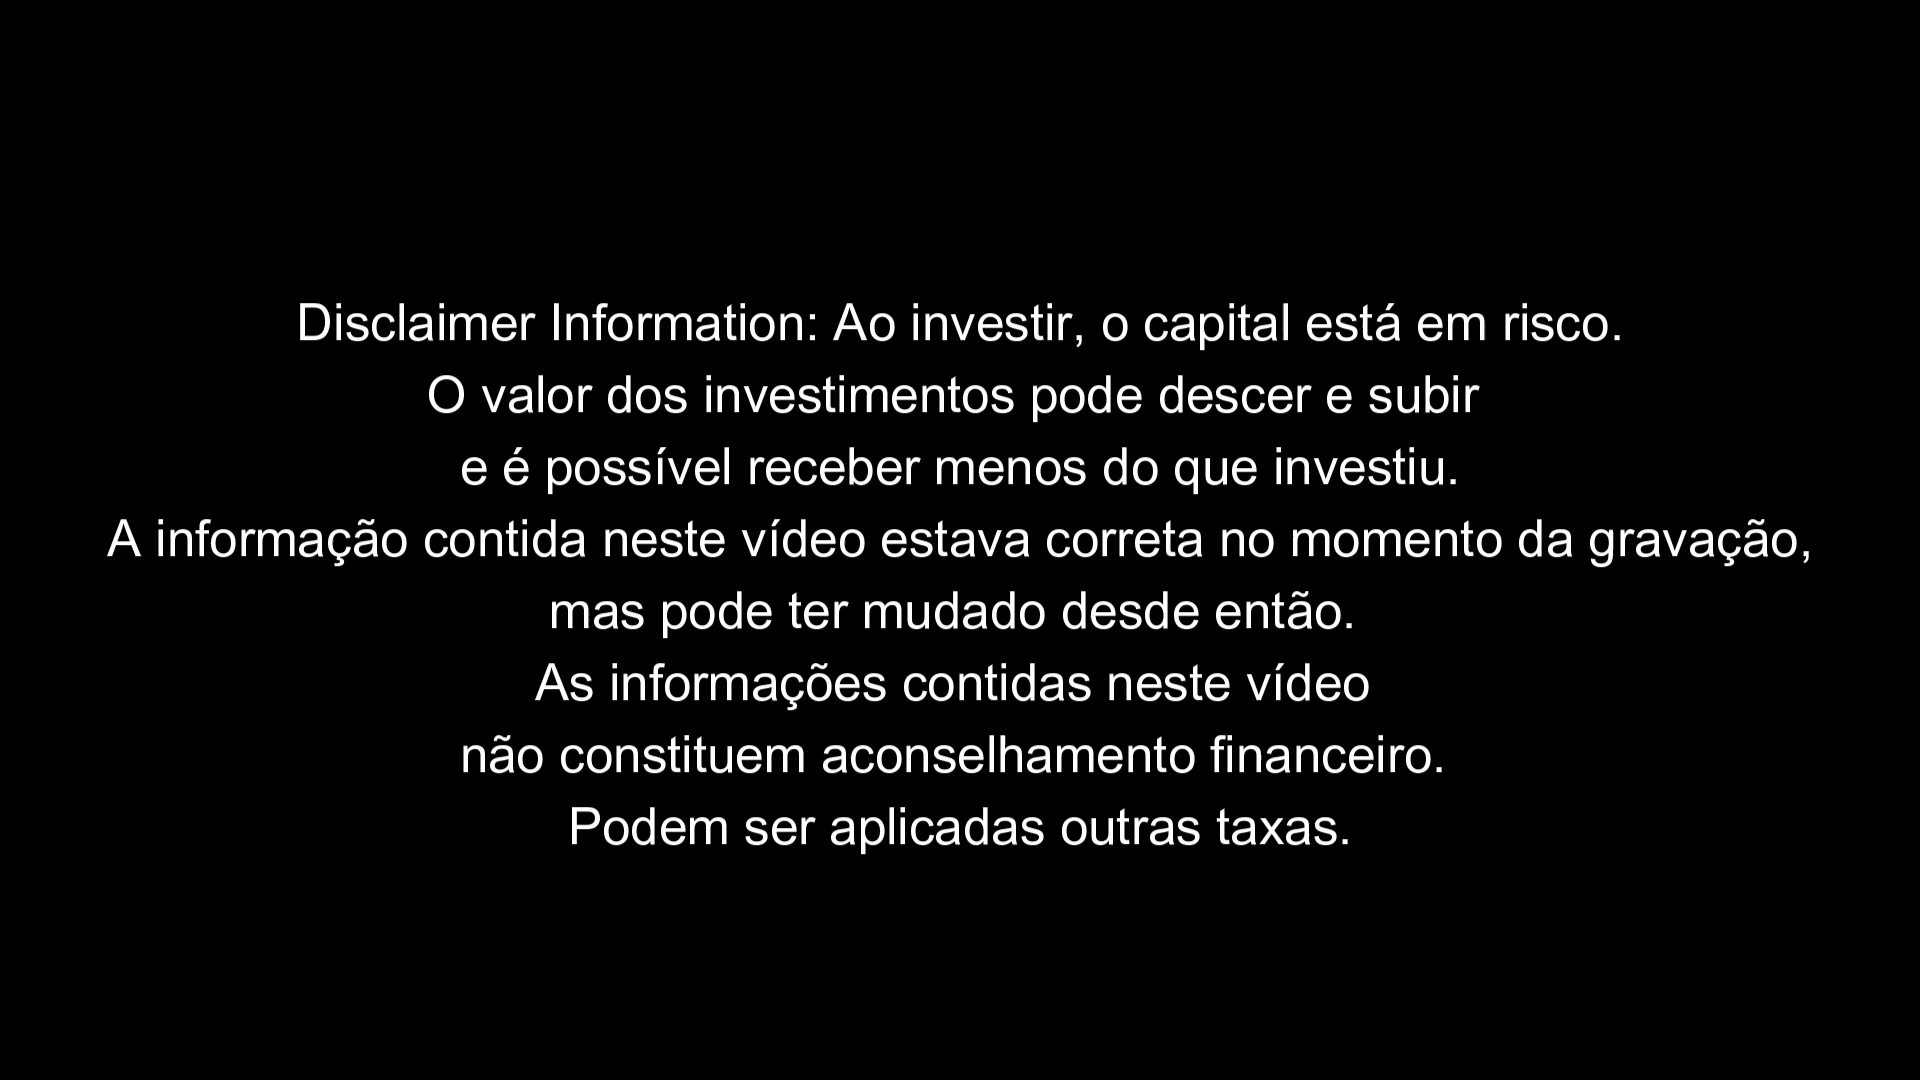 Disclaimer Information: Ao investir, o capital está em risco.
O valor dos investimentos pode descer e subir
e é possível receber menos do que investiu.
A informação contida neste vídeo estava correta no momento da gravação,
mas pode ter mudado desde então.
As informações contidas neste vídeo
não constituem aconselhamento financeiro.
Podem ser aplicadas outras taxas.